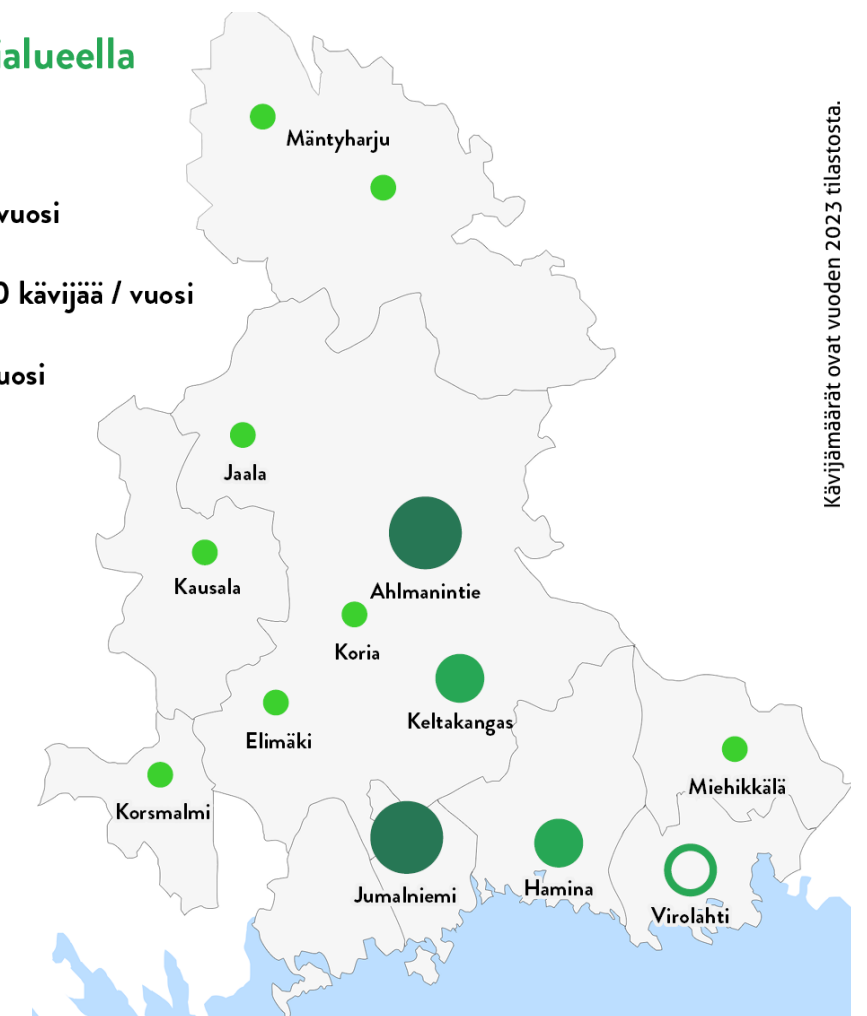 ialueella
vuosi
0 kävijää / vuosi
uosi
Kävijämäärät ovat vuoden 2023 tilastosta.
Mäntyharju
Jaala
Kausala
Ahlmanintie
Koria
Keltakangas
Elimäki
Miehikkälä
Korsmalmi
Jumalniemi
Hamina
Virolahti